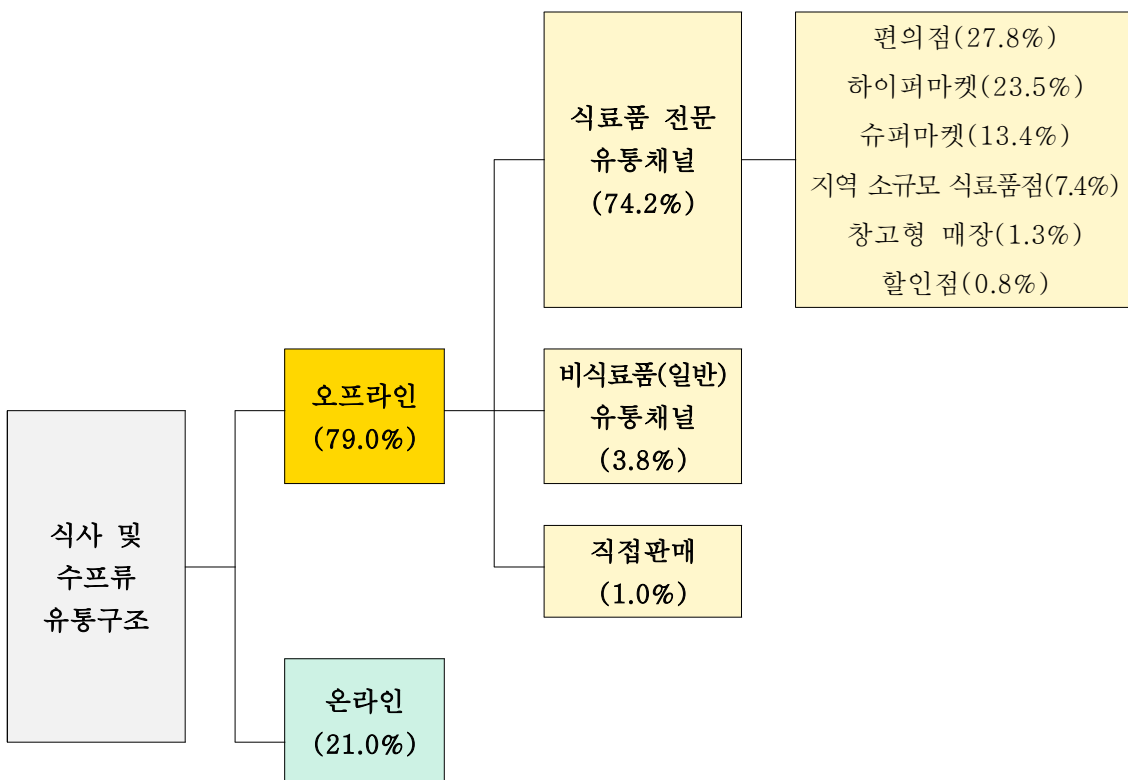 식사 및
수프류
유통구조
오프라인
(79.0%)
식료품 전문
유통채널
(74.2%)
편의점(27.8%)
하이퍼마켓(23.5%)
슈퍼마켓(13.4%)
지역 소규모 식료품점(7.4%)
창고형 매장(1.3%)
할인점(0.8%)
비식료품(일반)
유통채널
(3.8%)
직접판매
(1.0%)
온라인
(21.0%)